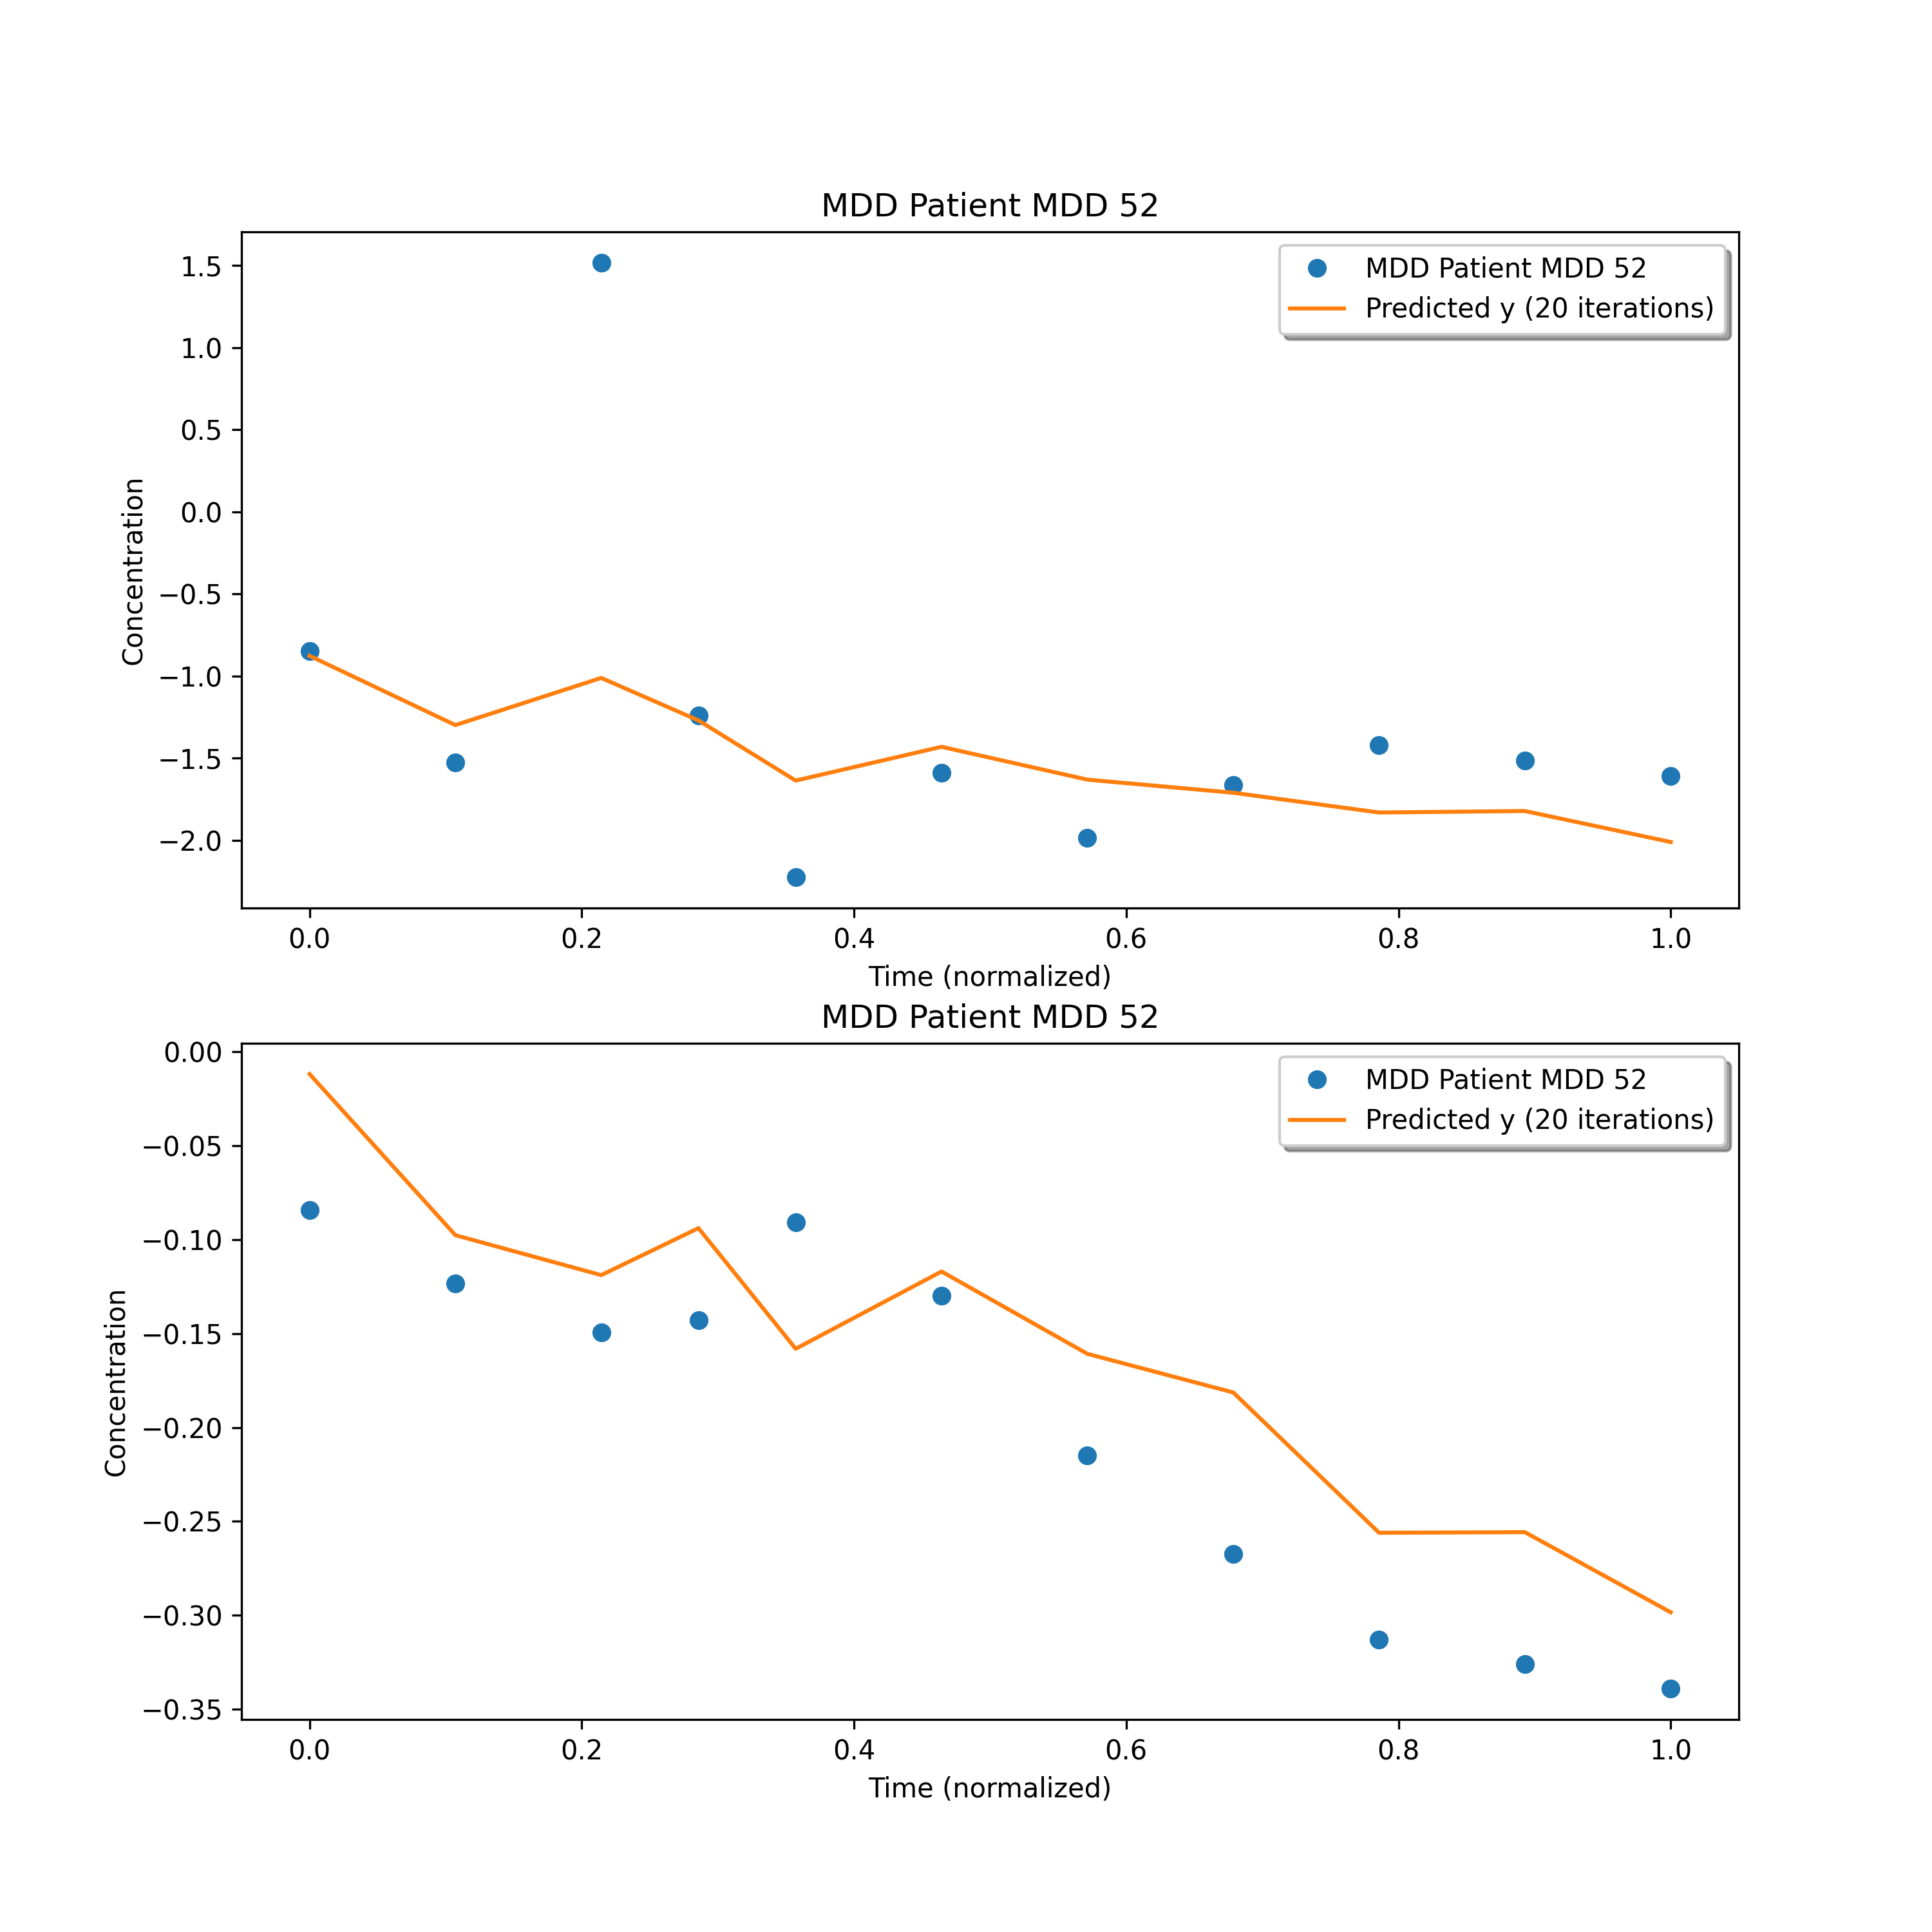 MDD Patient MDD 52
MDD Patient MDD 52
Predicted y (20 iterations)
Concentration
1.5
1.0
0.5
0.0
−0.5
−1.0
−1.5
−2.0
0.0 0.2 0.4 0.6 0.8 1.0
Time (normalized)
MDD Patient MDD 52
MDD Patient MDD 52
Predicted y (20 iterations)
Concentration
0.00
−0.05
−0.10
−0.15
−0.20
−0.25
−0.30
−0.35
0.0 0.2 0.4 0.6 0.8 1.0
Time (normalized)